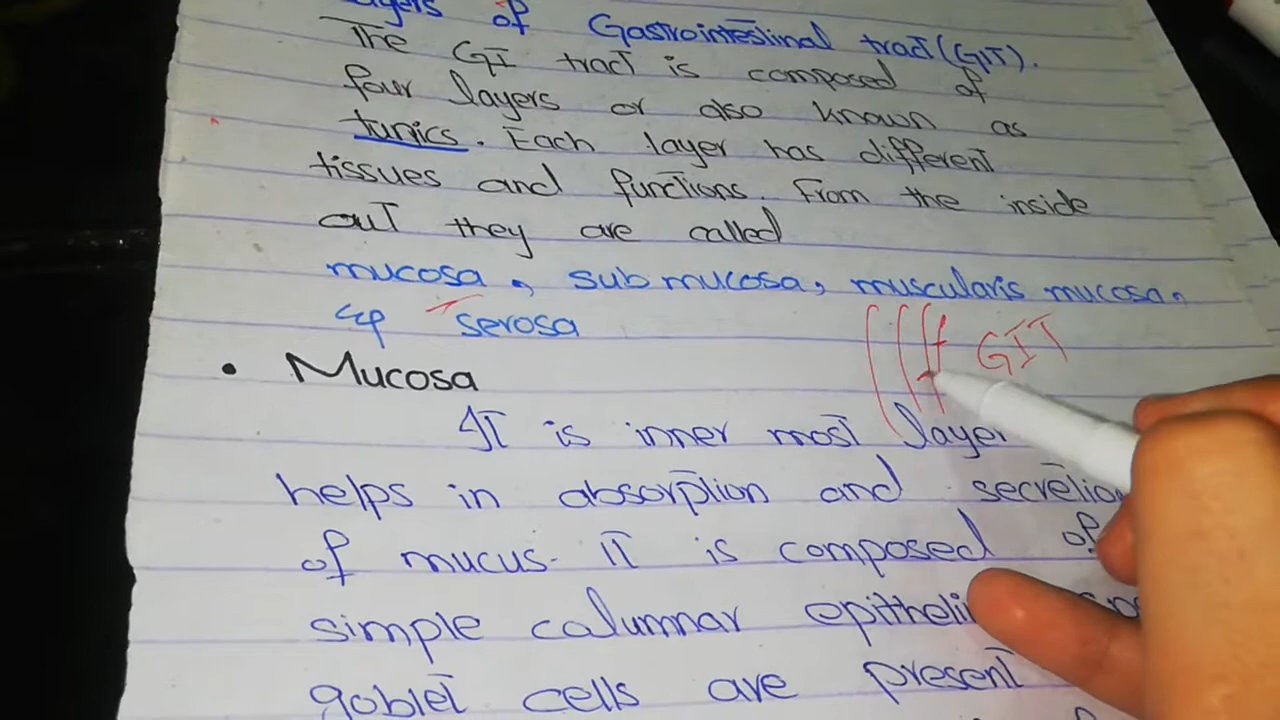 of Gastrointestinal tract (GIT).
The GI tract is composed of
four layers or also known as
tunics. Each layer has different
tissues and functions. From the inside
out they are called
mucosa, submucosa, muscularis mucosa,
serosa
GIT
• Mucosa
It is inner most layer
helps in absorption and
of mucus. It is composed of
simple columnar
goblet cells are present